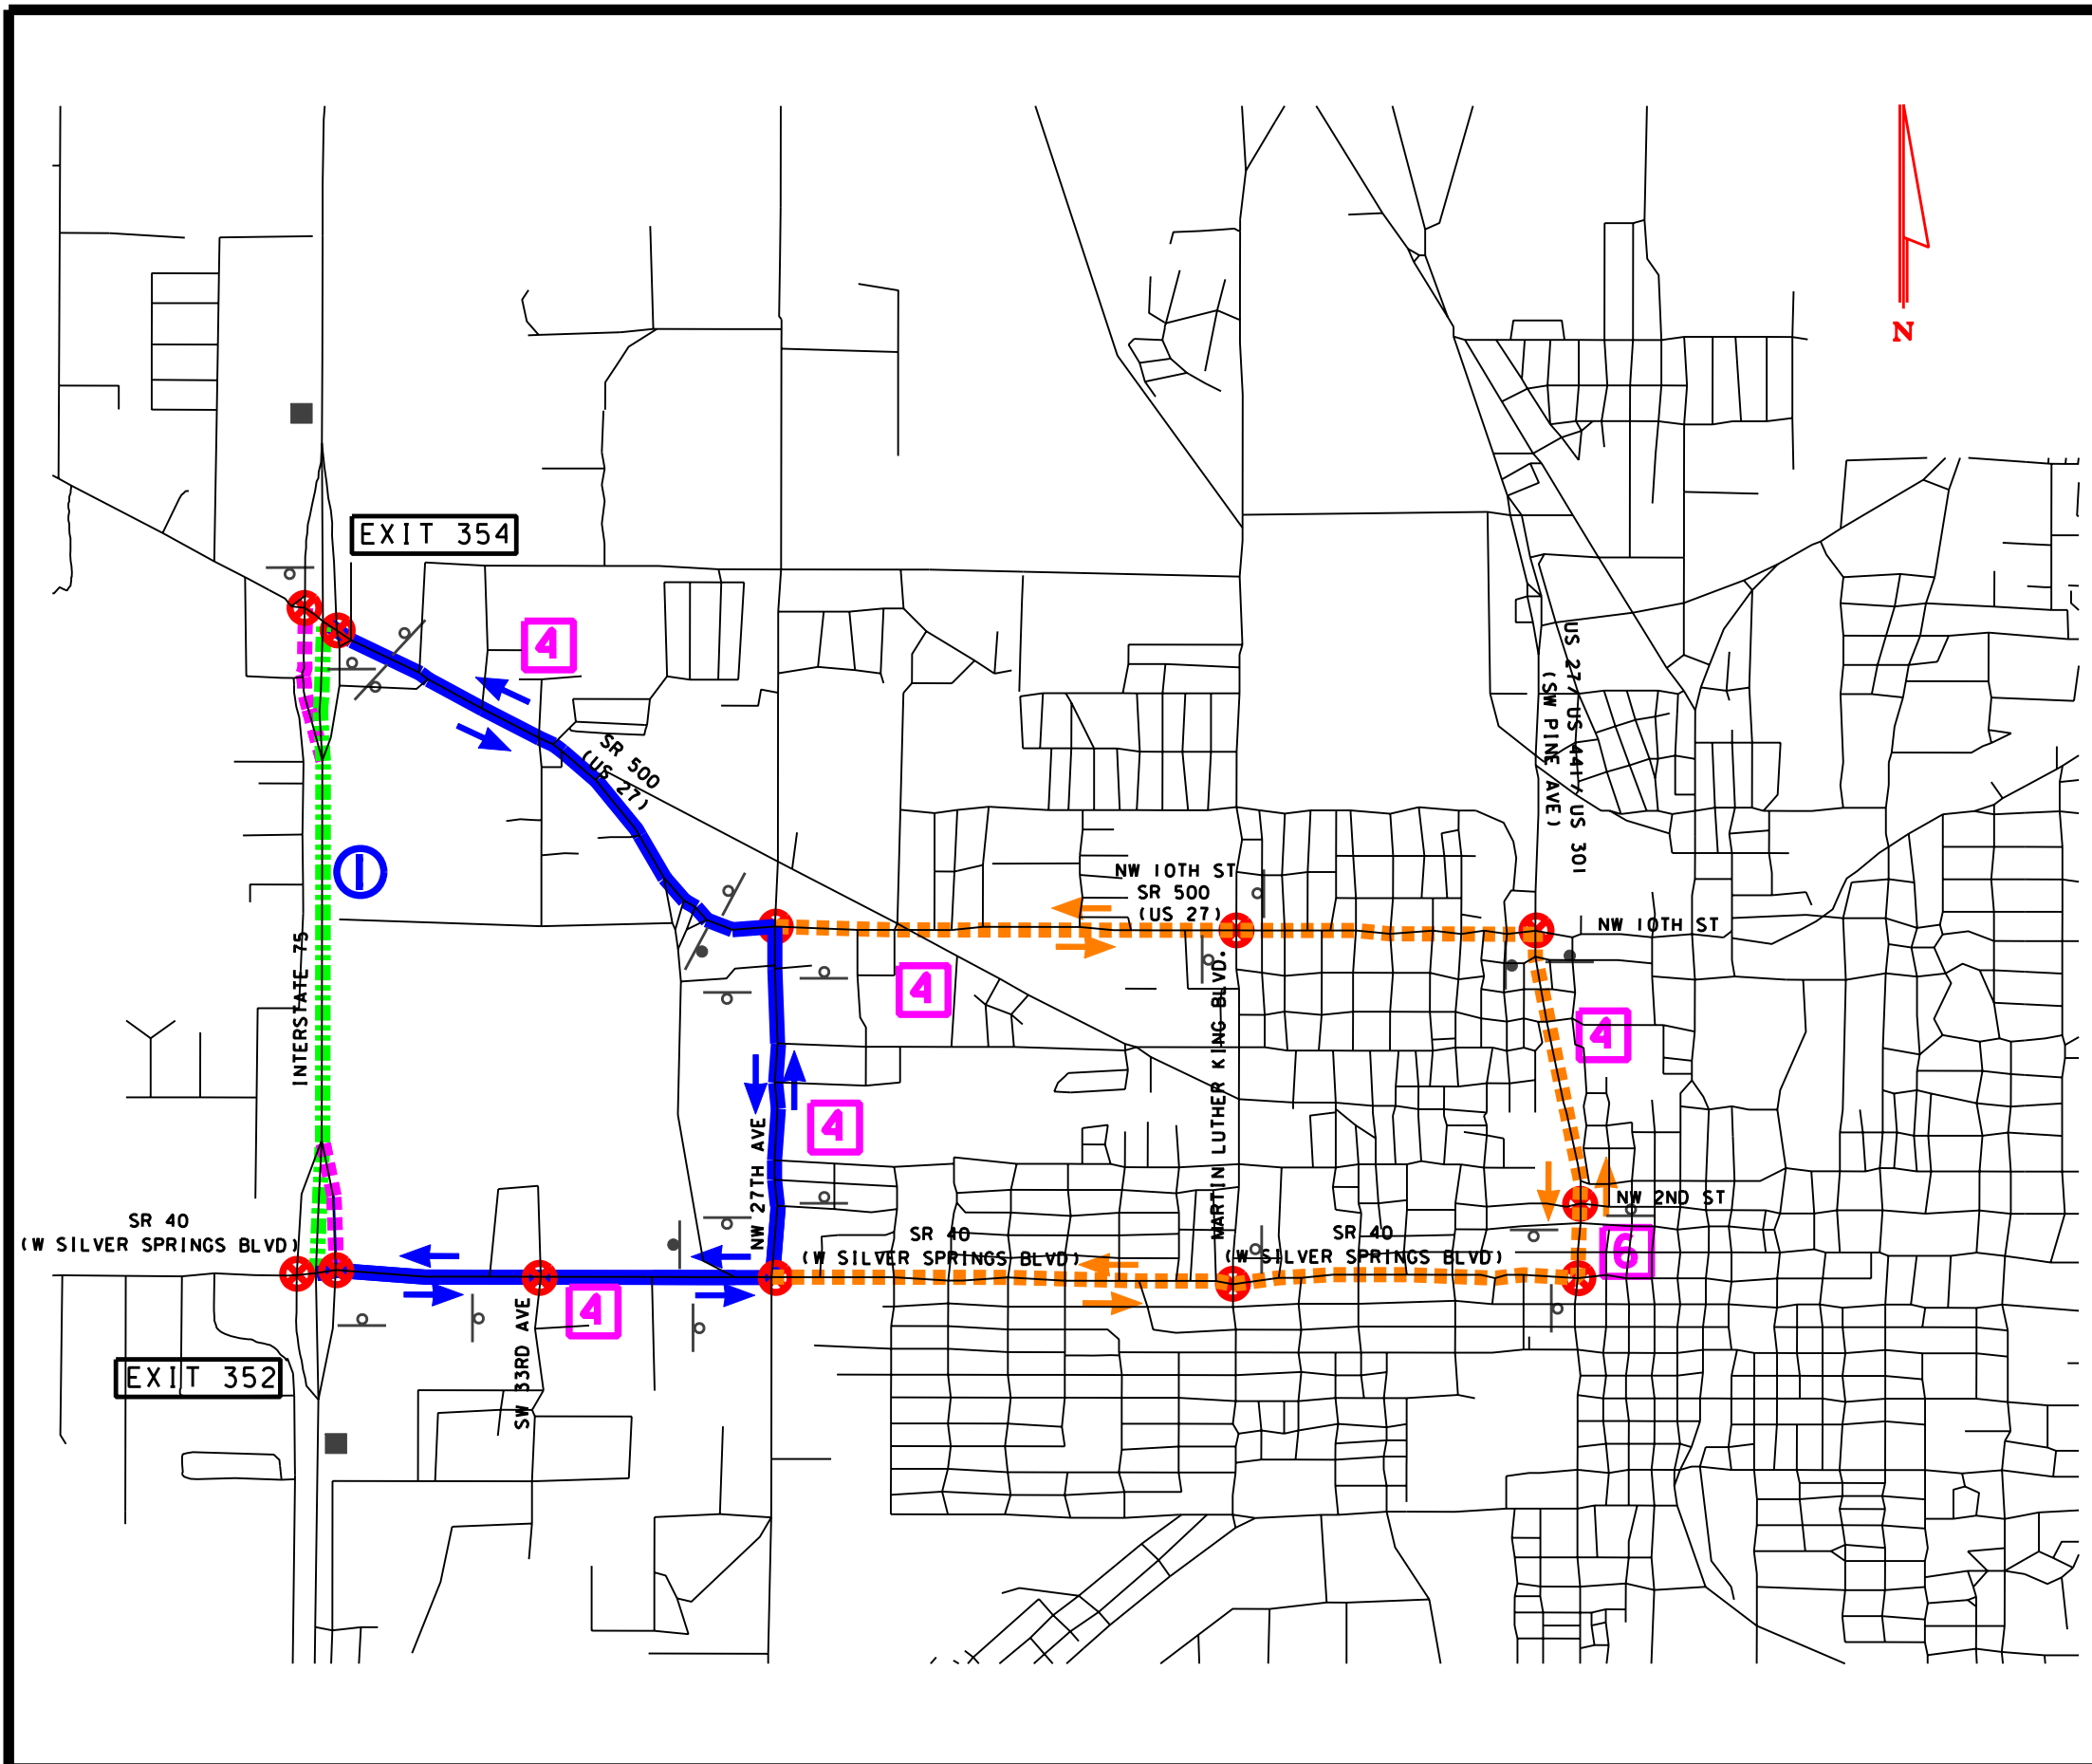 N
EXIT 354
4
US 27 / US 441 / US 301
(SW PINE AVE)
SR 500
(US 27)
1
NW 10TH ST
SR 500
(US 27)
NW 10TH ST
INTERSTATE 75
4
MARTIN LUTHER KING BLVD.
4
4
NW 27TH AVE
NW 2ND ST
SR 40
(W SILVER SPRINGS BLVD)
SR 40
(W SILVER SPRINGS BLVD)
SR 40
(W SILVER SPRINGS BLVD)
6
4
SW 33RD AVE
EXIT 352